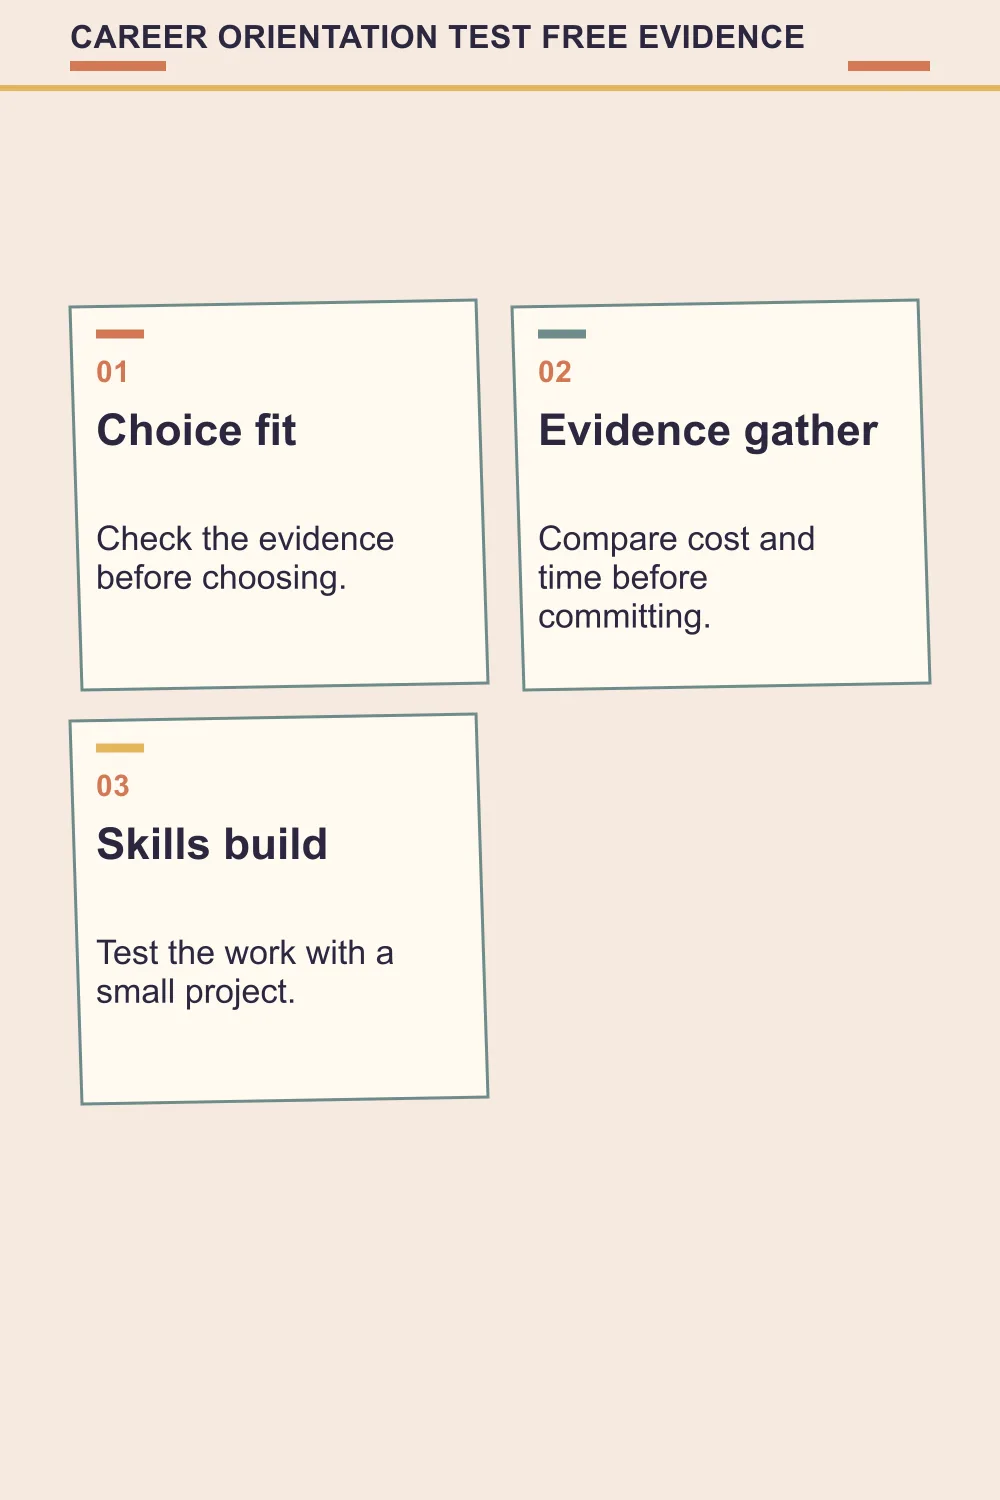 CAREER ORIENTATION TEST FREE EVIDENCE
01
Choice fit
Check the evidence
before choosing.
02
Evidence gather
Compare cost and
time before
committing.
03
Skills build
Test the work with a
small project.